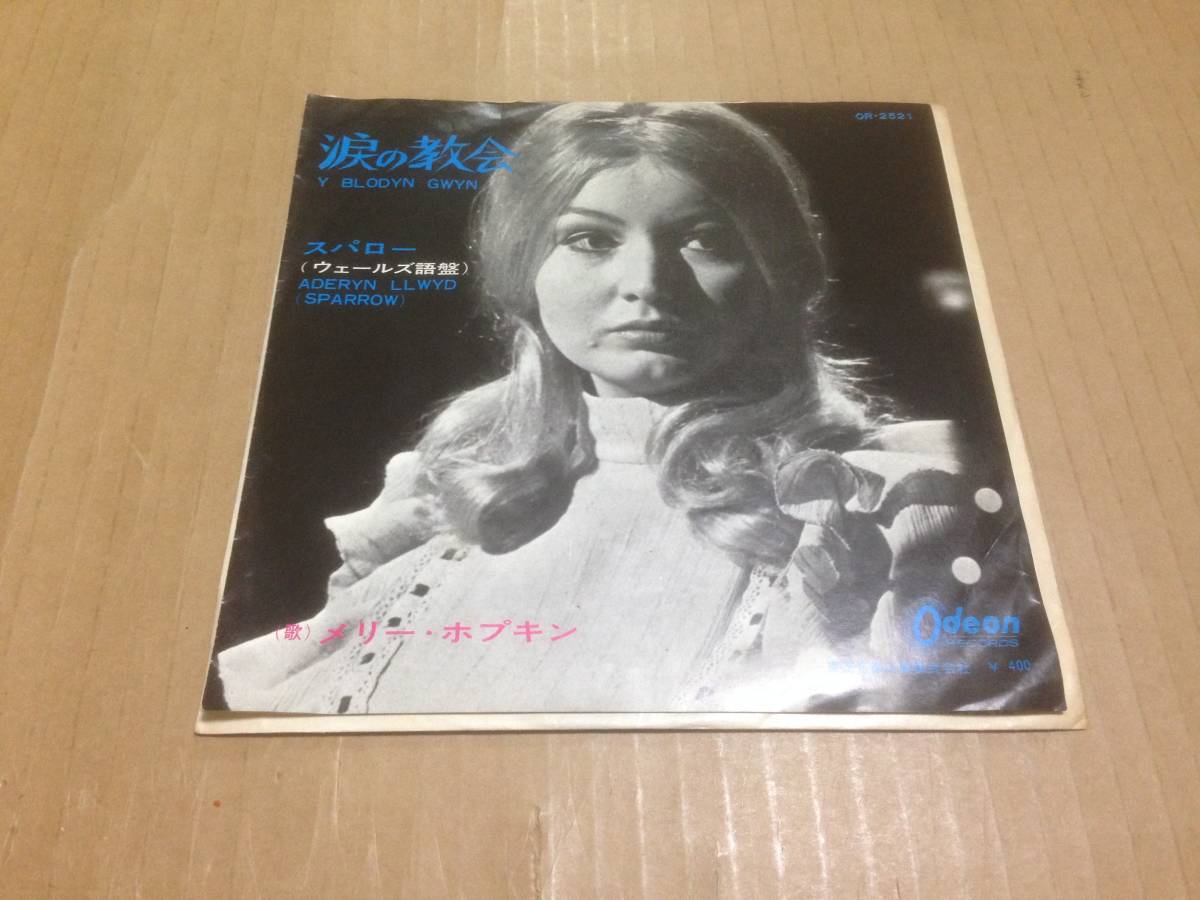 OR-2521
涙の教会
Y BLODYN GWYN
スパロー
(ウェールズ語盤)
ADERYN LLWYD
(SPARROW)
(歌)メリー・ホプキン
Odeon
RECORDS
¥ 400